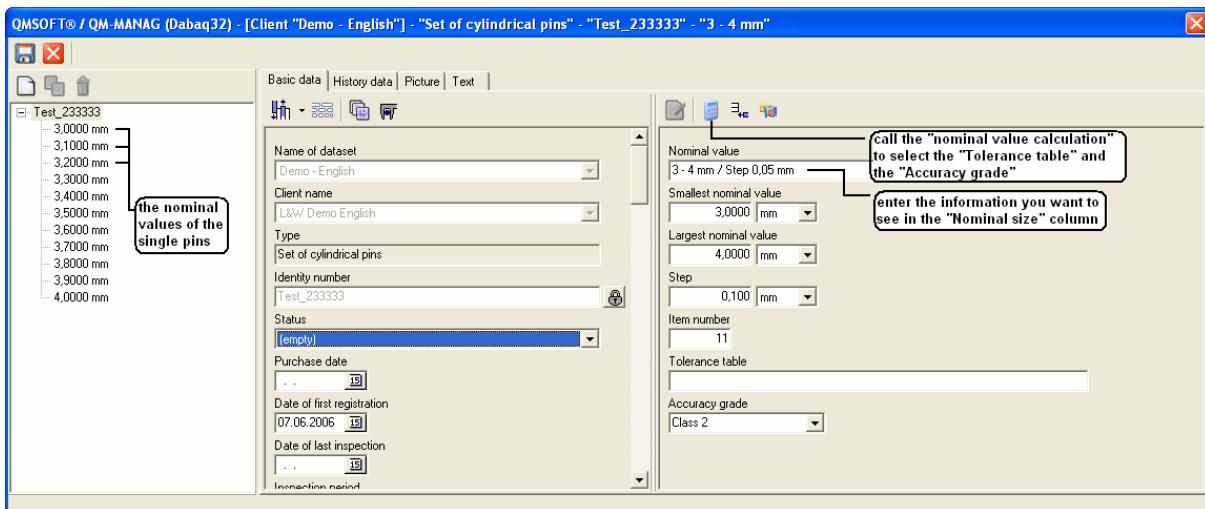 QMSOFT® / QM-MANAG (Dabaq32) - [Client "Demo - English"] - "Set of cylindrical pins" - "Test_233333" - "3 - 4 mm"
Basic data History data Picture Text
Test_233333
3,0000 mm
3,1000 mm
3,2000 mm
3,3000 mm
3,4000 mm
3,5000 mm
3,6000 mm
3,7000 mm
3,8000 mm
3,9000 mm
4,0000 mm
the nominal
values of the
single pins
Name of dataset
Demo - English
Client name
L&W Demo English
Type
Set of cylindrical pins
Identity number
Test_233333
Status
(empty)
Purchase date
. . 15
Date of first registration
07.06.2006 15
Date of last inspection
. . 15
Inspection period
Nominal value
3 - 4 mm / Step 0,05 mm
Smallest nominal value
3,0000 mm
Largest nominal value
4,0000 mm
Step
0,100 mm
Item number
11
Tolerance table
Accuracy grade
Class 2
call the "nominal value calculation"
to select the "Tolerance table" and
the "Accuracy grade"
enter the information you want to
see in the "Nominal size" column